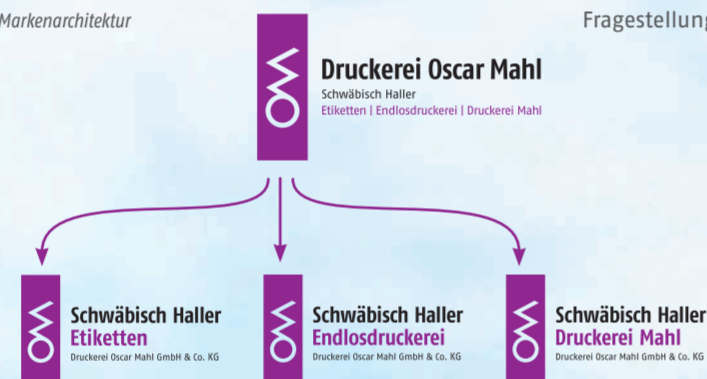 Markenarchitektur
Fragestellung
Druckerei Oscar Mahl
Schwäbisch Haller
Etiketten | Endlosdruckerei | Druckerei Mahl
Schwäbisch Haller
Etiketten
Druckerei Oscar Mahl GmbH & Co. KG
Schwäbisch Haller
Endlosdruckerei
Druckerei Oscar Mahl GmbH & Co. KG
Schwäbisch Haller
Druckerei Mahl
Druckerei Oscar Mahl GmbH & Co. KG